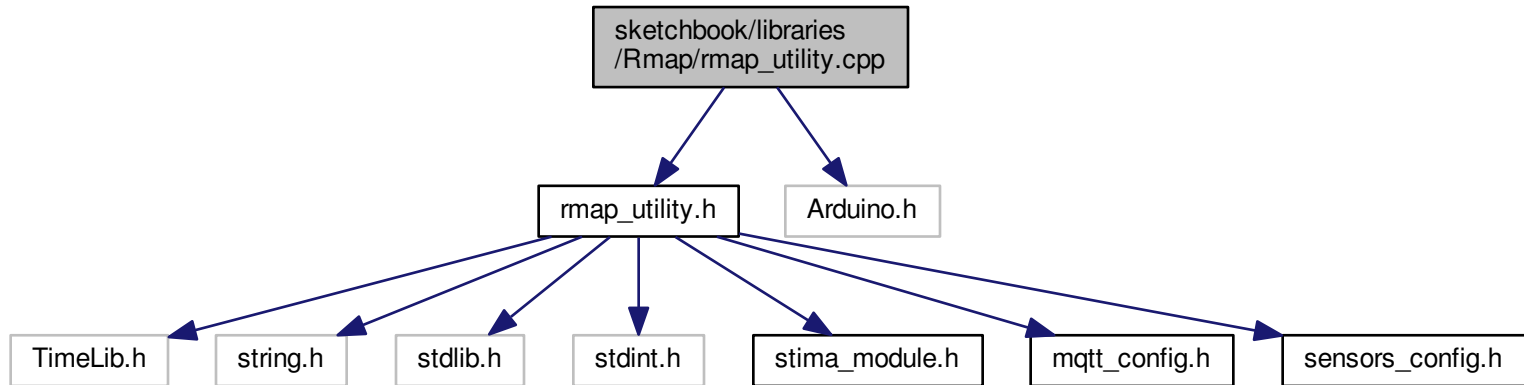 sketchbook/libraries
/Rmap/rmap_utility.cpp
rmap_utility.h
Arduino.h
TimeLib.h
string.h
stdlib.h
stdint.h
stima_module.h
mqtt_config.h
sensors_config.h